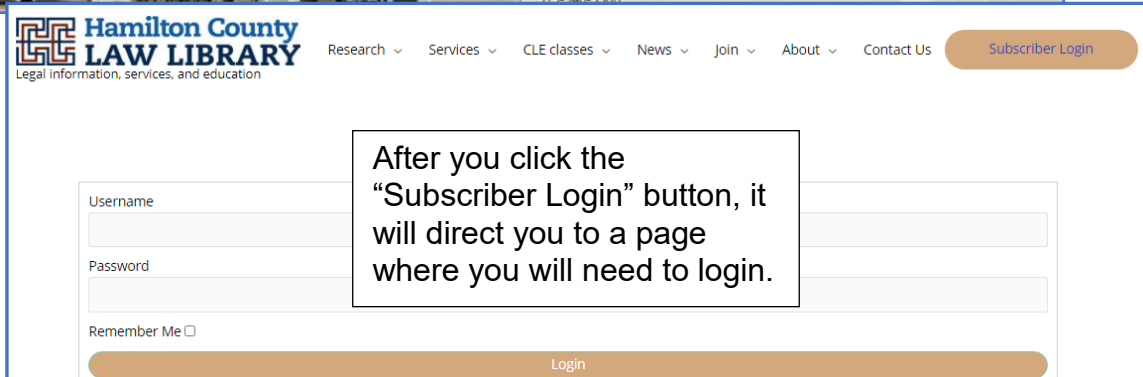 Hamilton County
LAW LIBRARY
Legal information, services, and education
Research Services CLE classes News Join About Contact Us Subscriber Login
After you click the
“Subscriber Login” button, it
will direct you to a page
where you will need to login.
Username
Password
Remember Me
Login